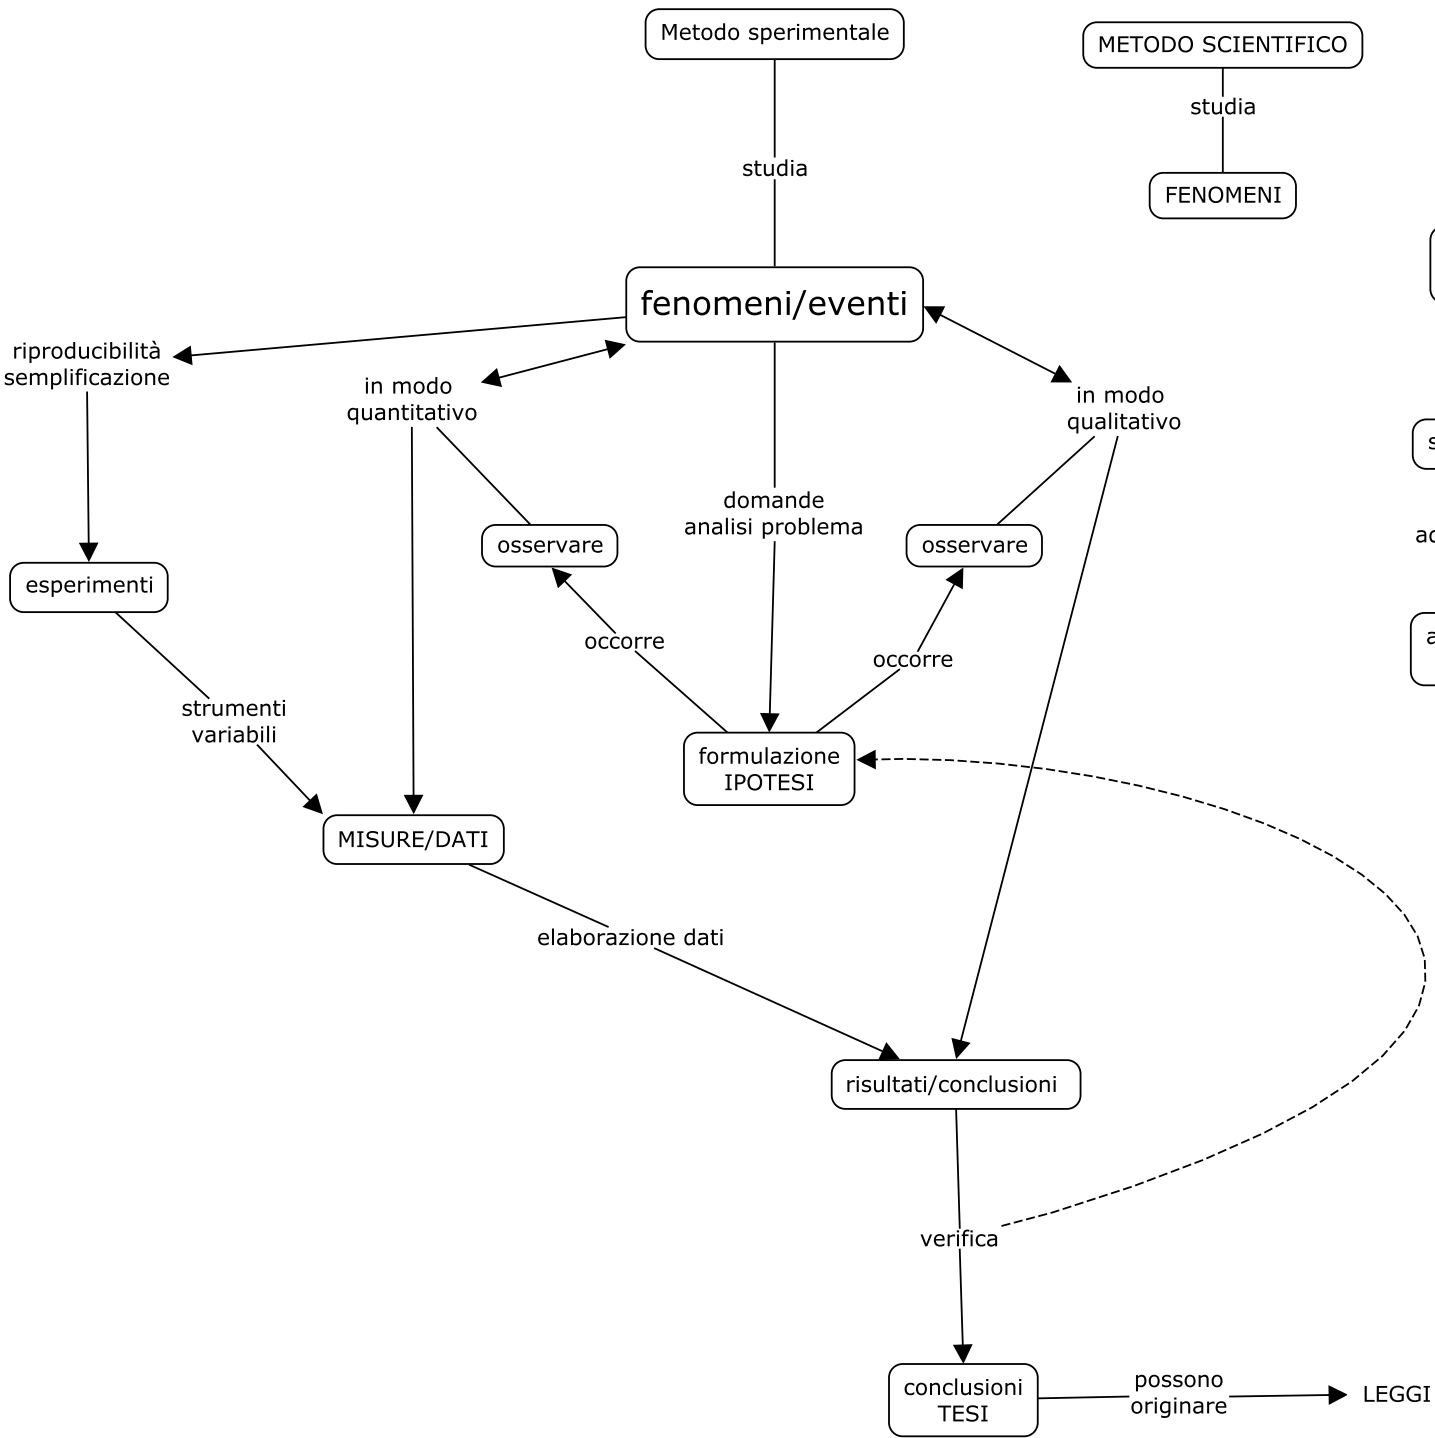 Metodo sperimentale
METODO SCIENTIFICO
studia
studia
FENOMENI
fenomeni/eventi
riproducibilità
semplificazione
in modo
quantitativo
in modo
qualitativo
domande
analisi problema
osservare
osservare
esperimenti
occorre
occorre
strumenti
variabili
formulazione
IPOTESI
MISURE/DATI
elaborazione dati
risultati/conclusioni
verifica
conclusioni
TESI
possono
originare
LEGGI